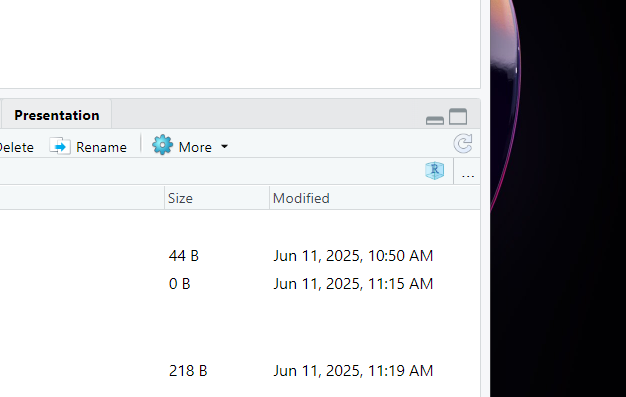 Presentation
Delete Rename More
R ...
Size Modified
44 B Jun 11, 2025, 10:50 AM
0 B Jun 11, 2025, 11:15 AM
218 B Jun 11, 2025, 11:19 AM